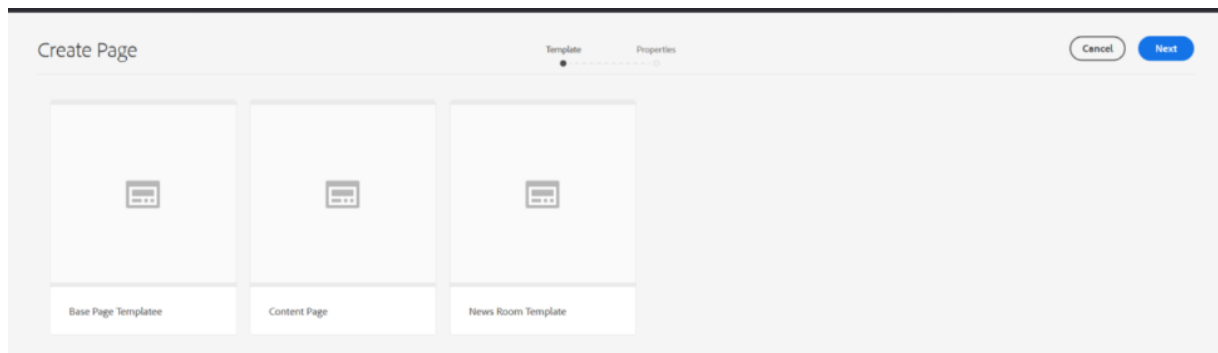 Create Page
Template Properties
Cancel Next
Base Page Templatee
Content Page
News Room Template